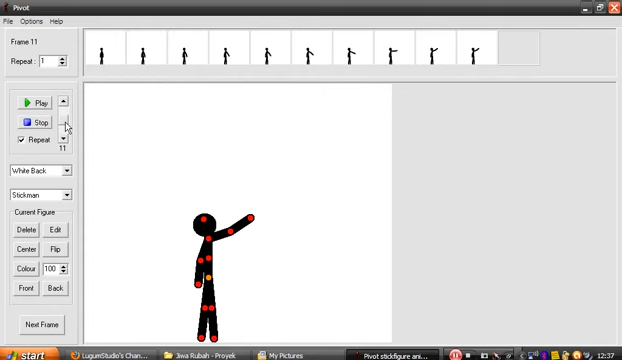 Pivot
File Options Help
Frame 11
Repeat : 1
Play
Stop
Repeat
11
White Back
Stickman
Current Figure
Delete Edit
Center Flip
Colour 100
Front Back
Next Frame
start LugumStudio's Chan... Jiwa Rubah - Proyek My Pictures Pivot stickfigure ani... 12:37